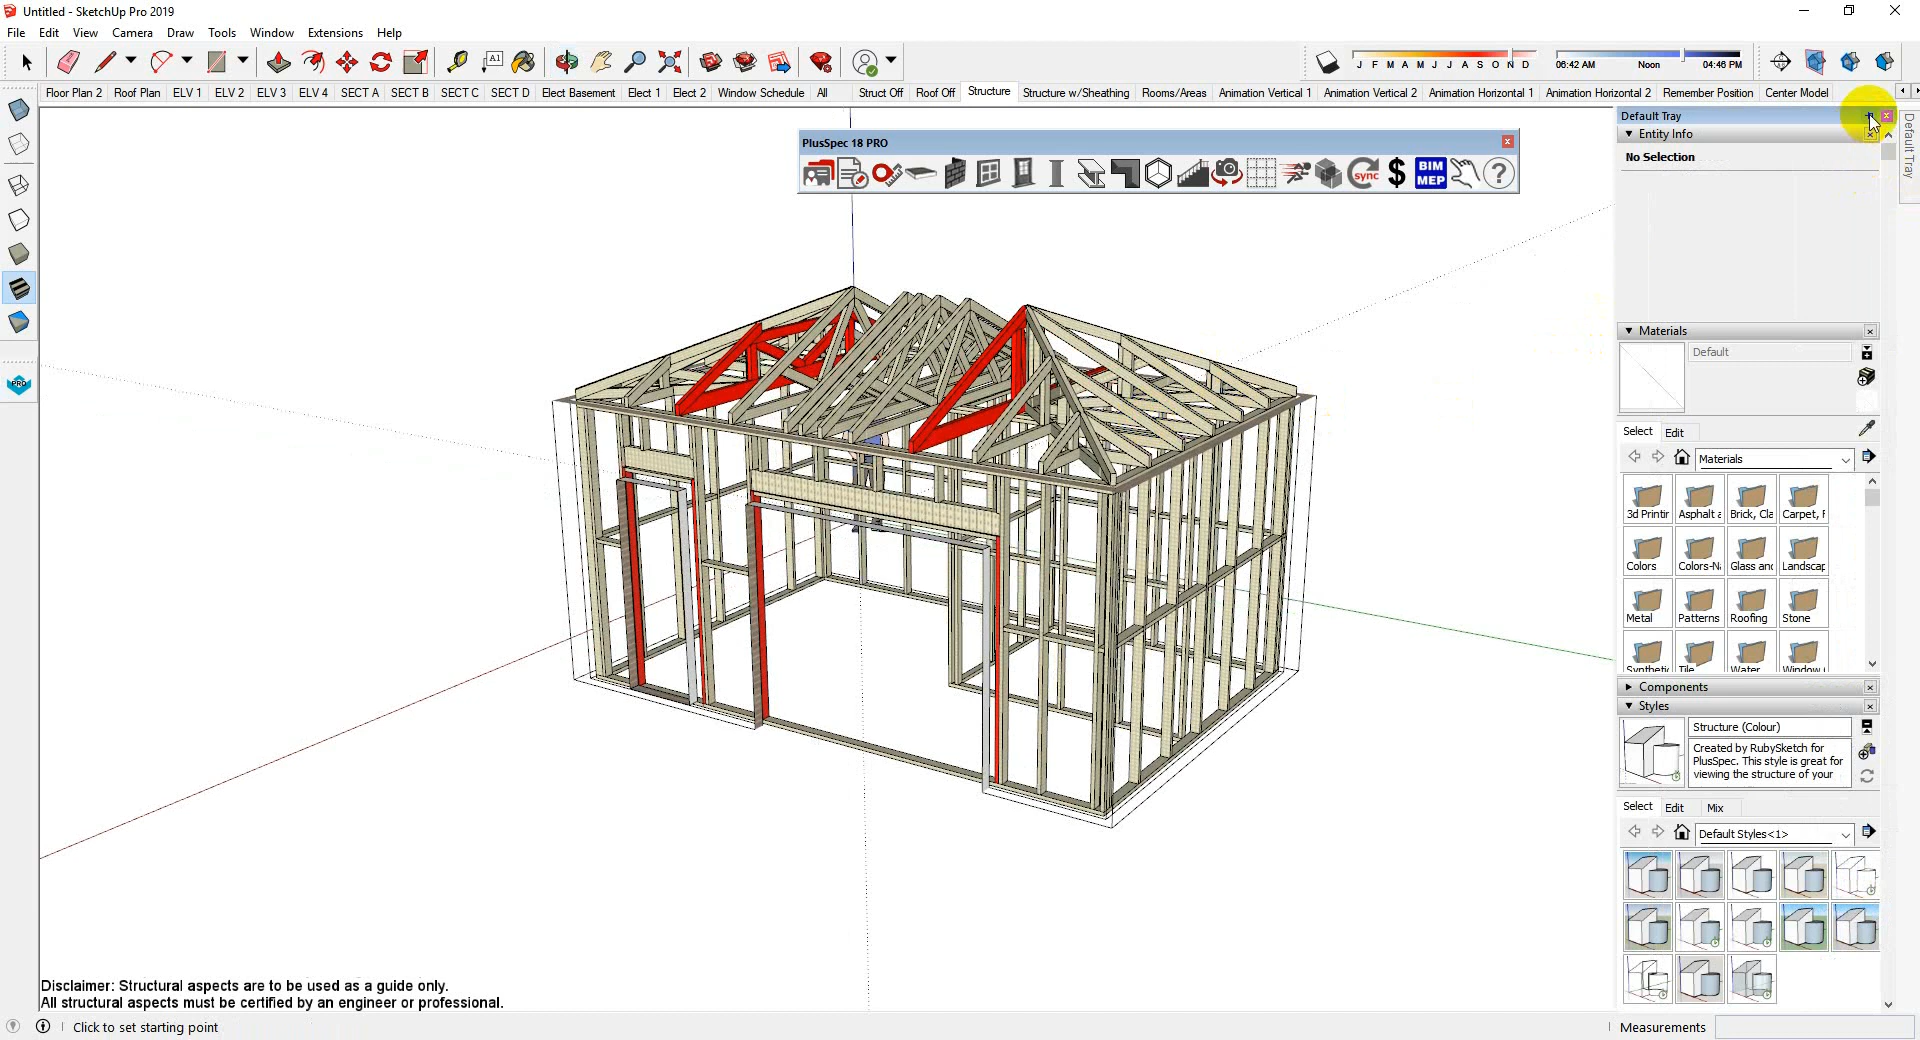 Untitled - SketchUp Pro 2019
File Edit View Camera Draw Tools Window Extensions Help
A1
J F M A M J J A S O N D
06:42 AM Noon 04:46 PM
Floor Plan 2 Roof Plan ELV 1 ELV 2 ELV 3 ELV 4 SECT A SECT B SECT C SECT D Elect Basement Elect 1 Elect 2 Window Schedule All Struct Off Roof Off Structure Structure w/Sheathing Rooms/Areas Animation Vertical 1 Animation Vertical 2 Animation Horizontal 1 Animation Horizontal 2 Remember Position Center Model
Default Tray
Default Tray
Entity Info
No Selection
PlusSpec 18 PRO
sync $ BIM MEP ?
PRO
Materials
Default
Select Edit
Materials
3d Printin Asphalt a Brick, Cla Carpet, F
Colors Colors-Na Glass and Landscap
Metal Patterns Roofing Stone
Synthetic Tile Water Window
Components
Styles
Structure (Colour)
Created by RubySketch for
PlusSpec. This style is great for
viewing the structure of your
Select Edit Mix
Default Styles<1>
Disclaimer: Structural aspects are to be used as a guide only.
All structural aspects must be certified by an engineer or professional.
Click to set starting point
Measurements